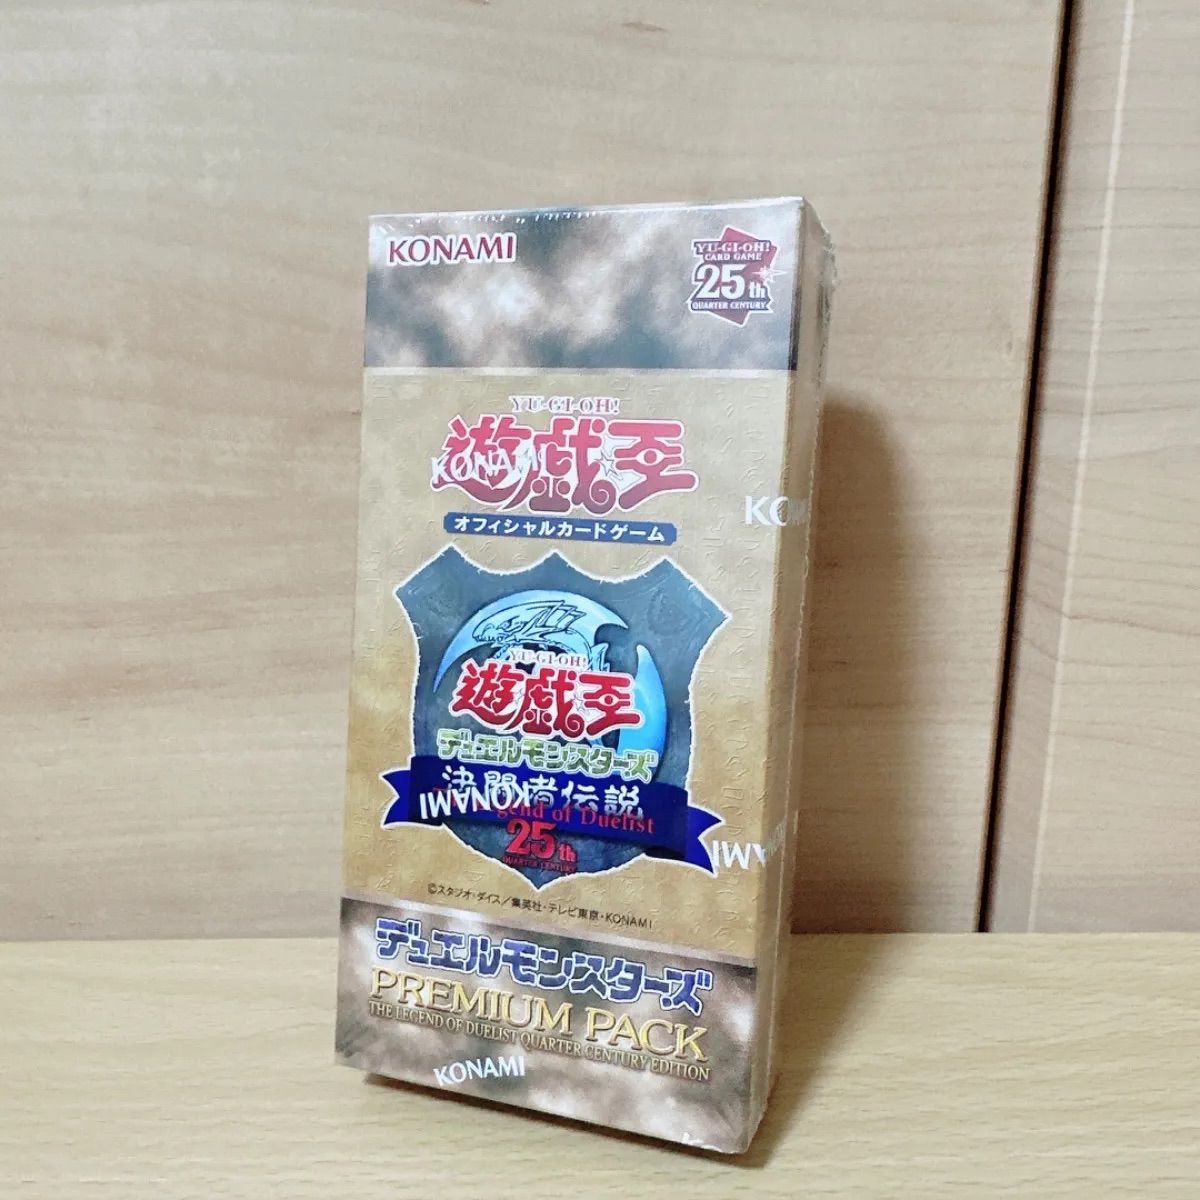 KONAMI
YU-GI-OH!
CARD GAME
25th
QUARTER CENTURY
YU-GI-OH!
遊戯王
KONAMI
オフィシャルカードゲーム
YU-GI-OH!
遊戯王
デュエルモンスターズ
決闘者伝説
KONAMI
Legend of Duelist
25th
QUARTER CENTURY
©スタジオ・ダイス／集英社・テレビ東京・KONAMI
デュエルモンスターズ
PREMIUM PACK
THE LEGEND OF DUELIST QUARTER CENTURY EDITION
KONAMI